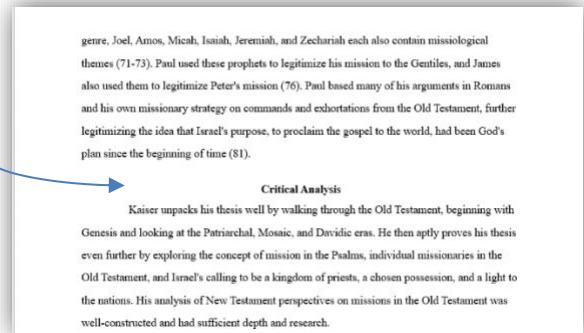 genre, Joel, Amos, Micah, Isaiah, Jeremiah, and Zechariah each also contain missiological
themes (71-73). Paul used these prophets to legitimize his mission to the Gentiles, and James
also used them to legitimize Peter's mission (76). Paul based many of his arguments in Romans
and his own missionary strategy on commands and exhortations from the Old Testament, further
legitimizing the idea that Israel's purpose, to proclaim the gospel to the world, had been God's
plan since the beginning of time (81).
Critical Analysis
Kaiser unpacks his thesis well by walking through the Old Testament, beginning with
Genesis and looking at the Patriarchal, Mosaic, and Davidic eras. He then aptly proves his thesis
even further by exploring the concept of mission in the Psalms, individual missionaries in the
Old Testament, and Israel's calling to be a kingdom of priests, a chosen possession, and a light to
the nations. His analysis of New Testament perspectives on missions in the Old Testament was
well-constructed and had sufficient depth and research.